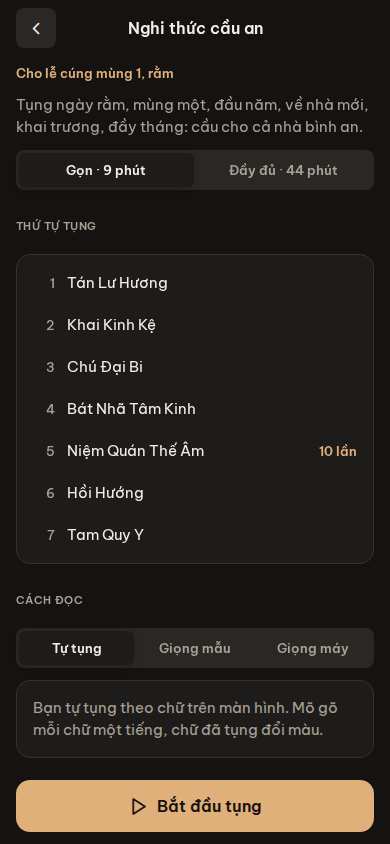 Nghi thức cầu an
Cho lễ cúng mùng 1, rằm
Tụng ngày rằm, mùng một, đầu năm, về nhà mới,
khai trương, đầy tháng: cầu cho cả nhà bình an.
Gọn · 9 phút
Đầy đủ · 44 phút
THỨ TỰ TỤNG
1 Tán Lư Hương
2 Khai Kinh Kệ
3 Chú Đại Bi
4 Bát Nhã Tâm Kinh
5 Niệm Quán Thế Âm 10 lần
6 Hồi Hướng
7 Tam Quy Y
CÁCH ĐỌC
Tự tụng
Giọng mẫu
Giọng máy
Bạn tự tụng theo chữ trên màn hình. Mõ gõ
mỗi chữ một tiếng, chữ đã tụng đổi màu.
Bắt đầu tụng